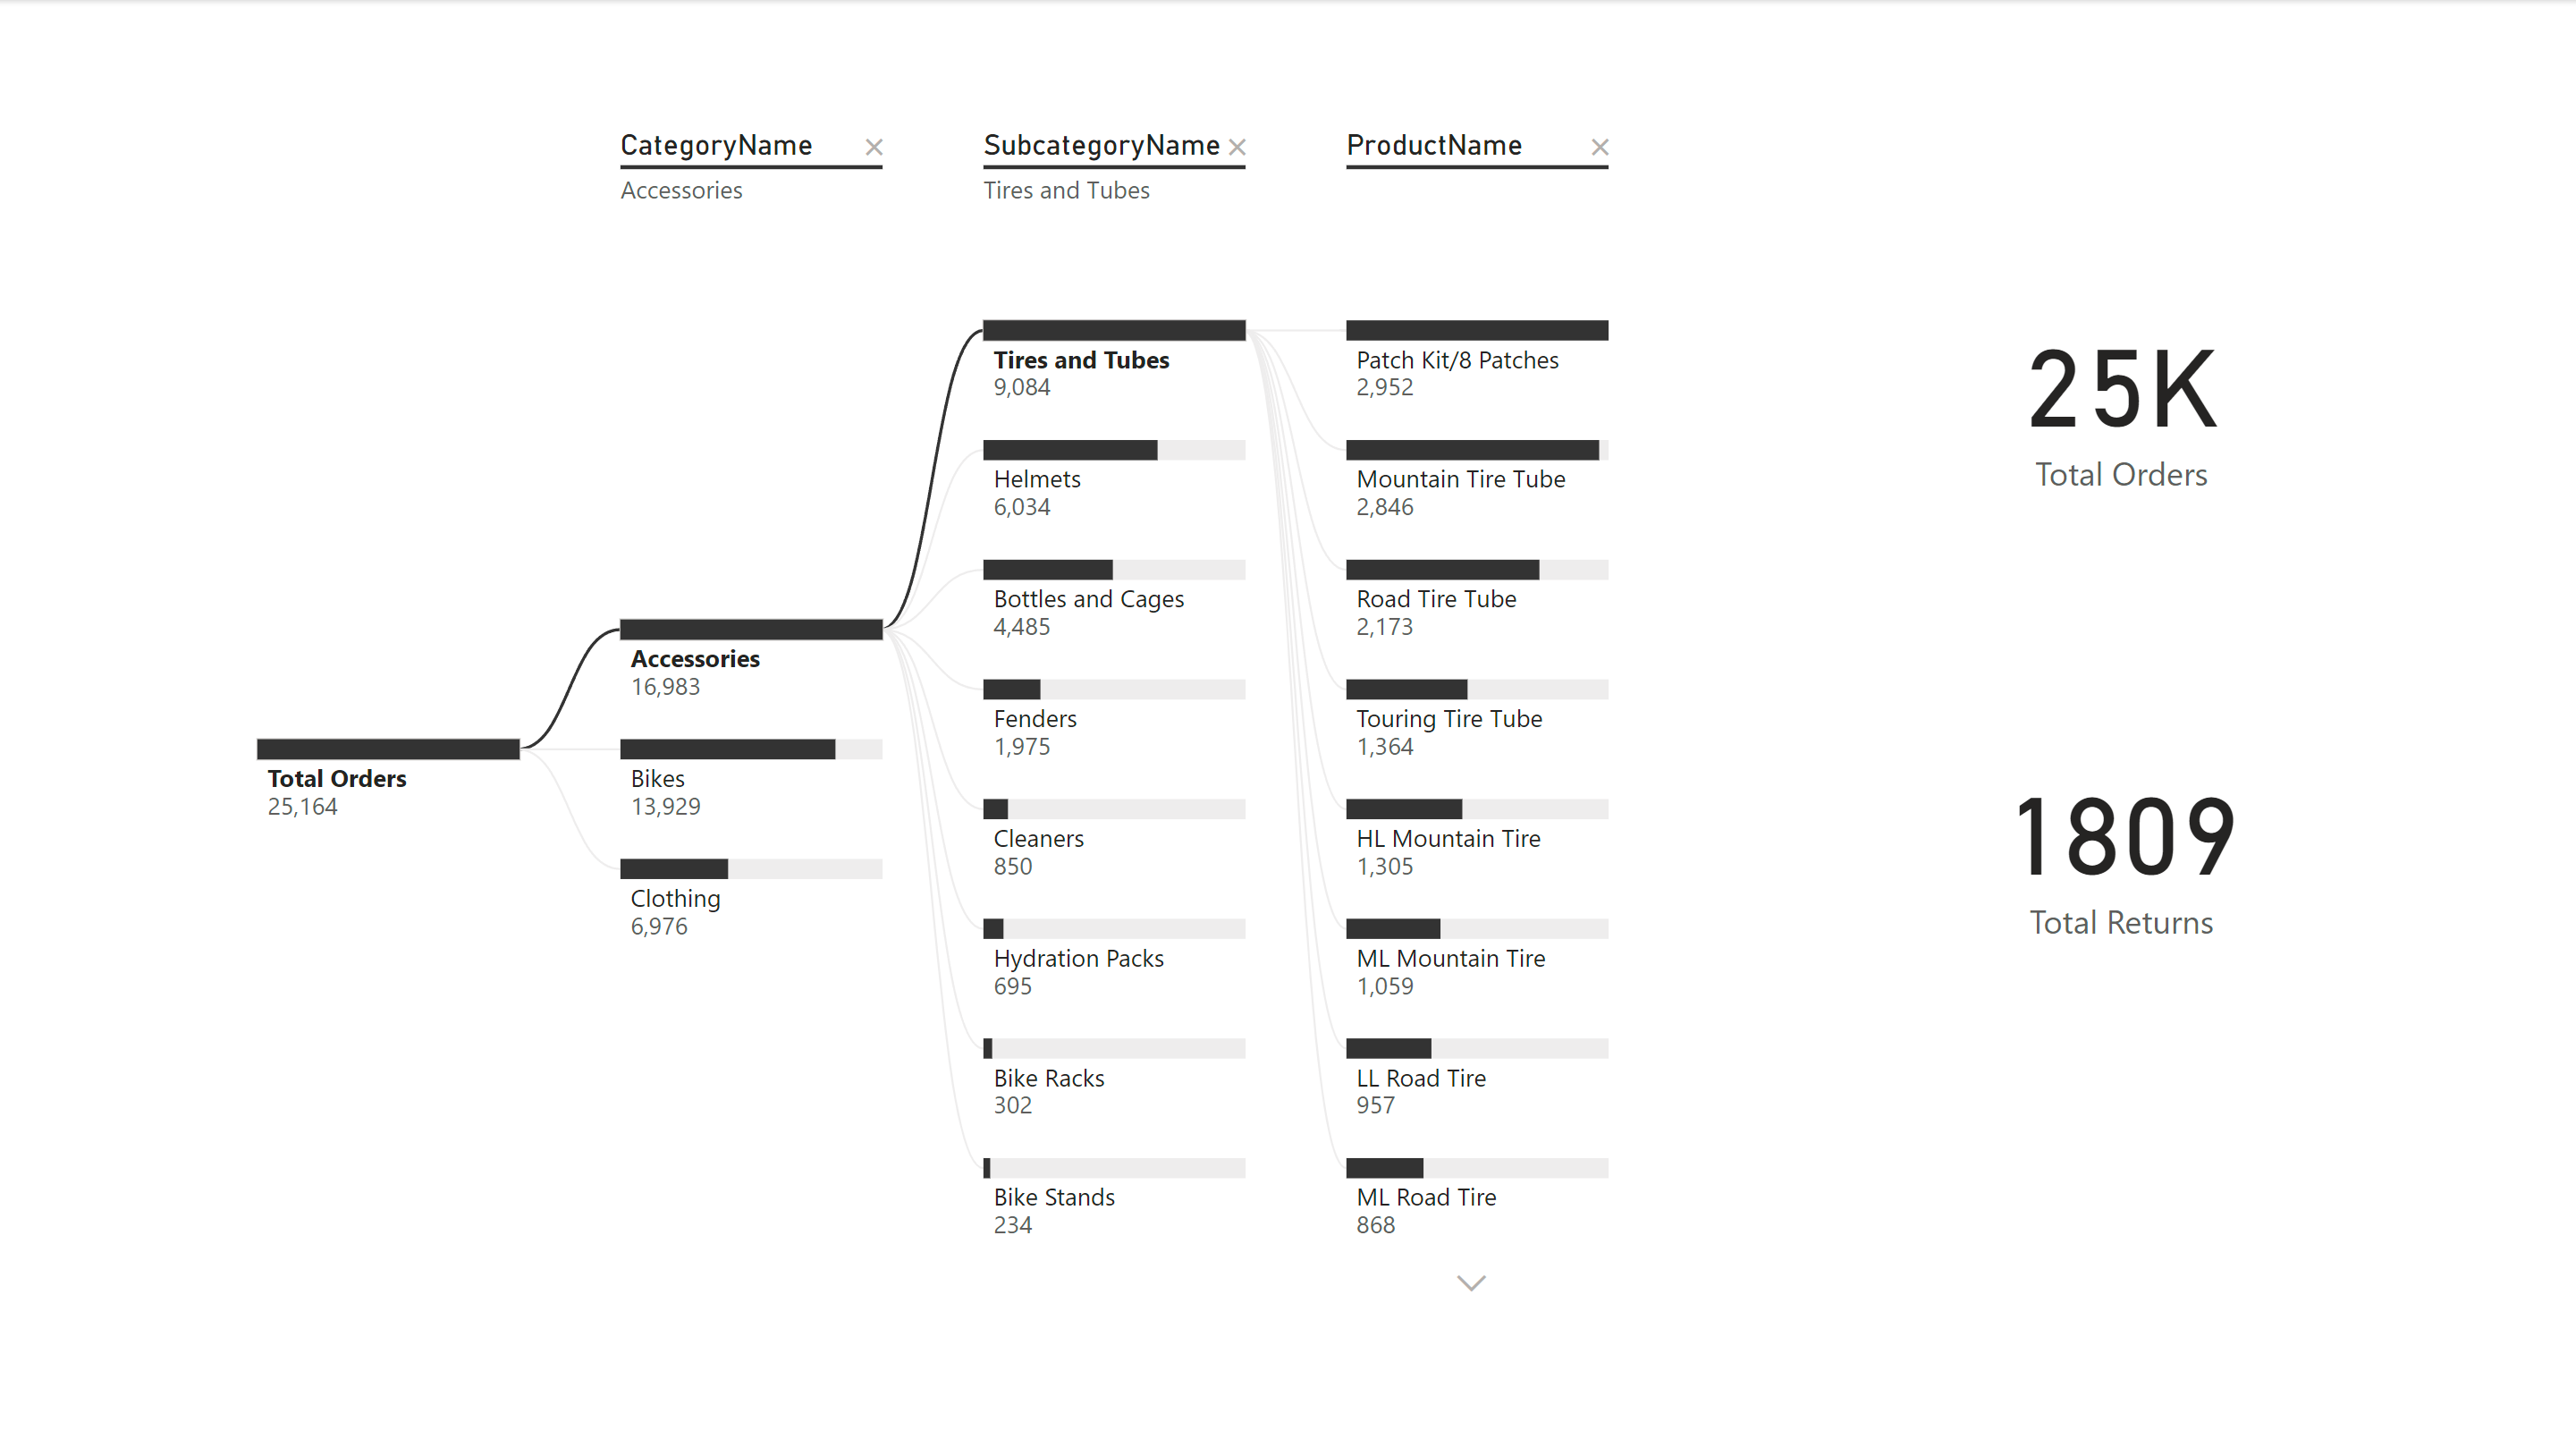 CategoryName
Accessories
SubcategoryName
Tires and Tubes
ProductName
Total Orders
25,164
Accessories
16,983
Bikes
13,929
Clothing
6,976
Tires and Tubes
9,084
Helmets
6,034
Bottles and Cages
4,485
Fenders
1,975
Cleaners
850
Hydration Packs
695
Bike Racks
302
Bike Stands
234
Patch Kit/8 Patches
2,952
Mountain Tire Tube
2,846
Road Tire Tube
2,173
Touring Tire Tube
1,364
HL Mountain Tire
1,305
ML Mountain Tire
1,059
LL Road Tire
957
ML Road Tire
868
25K
Total Orders
1809
Total Returns